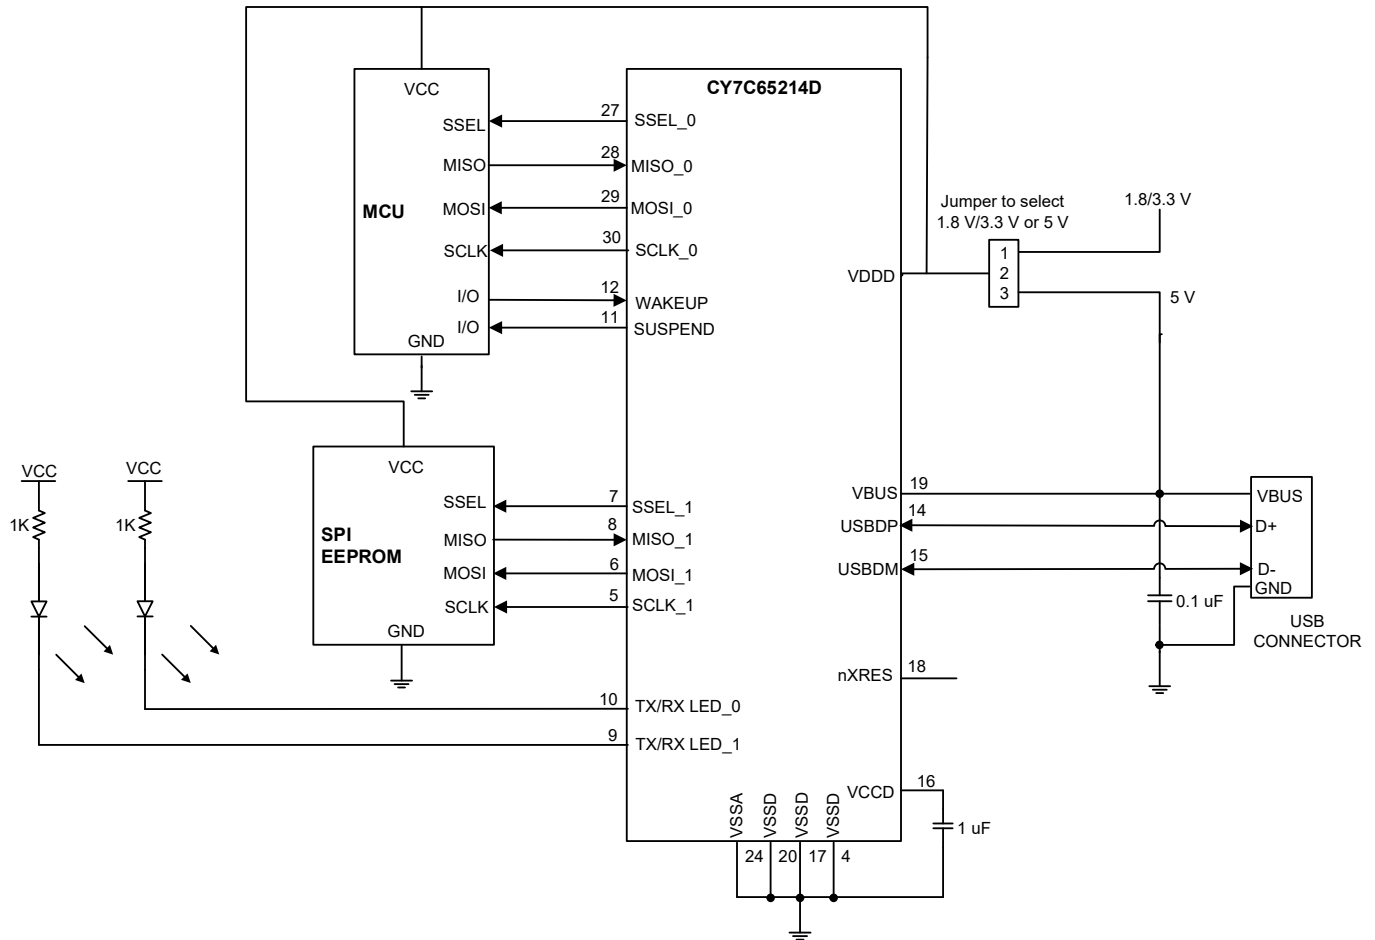 CY7C65214D
VCC
SSEL
MISO
MOSI
SCLK
I/O
I/O
GND
MCU
27
28
29
30
12
11
SSEL_0
MISO_0
MOSI_0
SCLK_0
WAKEUP
SUSPEND
Jumper to select
1.8 V/3.3 V or 5 V
1.8/3.3 V
1
2
3
VDDD
5 V
VCC
VCC
1K
1K
VCC
SSEL
MISO
MOSI
SCLK
GND
SPI
EEPROM
7
8
6
5
SSEL_1
MISO_1
MOSI_1
SCLK_1
VBUS
19
USBDP
14
USBDM
15
VBUS
D+
D-
GND
0.1 uF
USB
CONNECTOR
nXRES
18
10
TX/RX LED_0
9
TX/RX LED_1
VCCD
16
1 uF
VSSA
VSSD
VSSD
VSSD
24
20
17
4